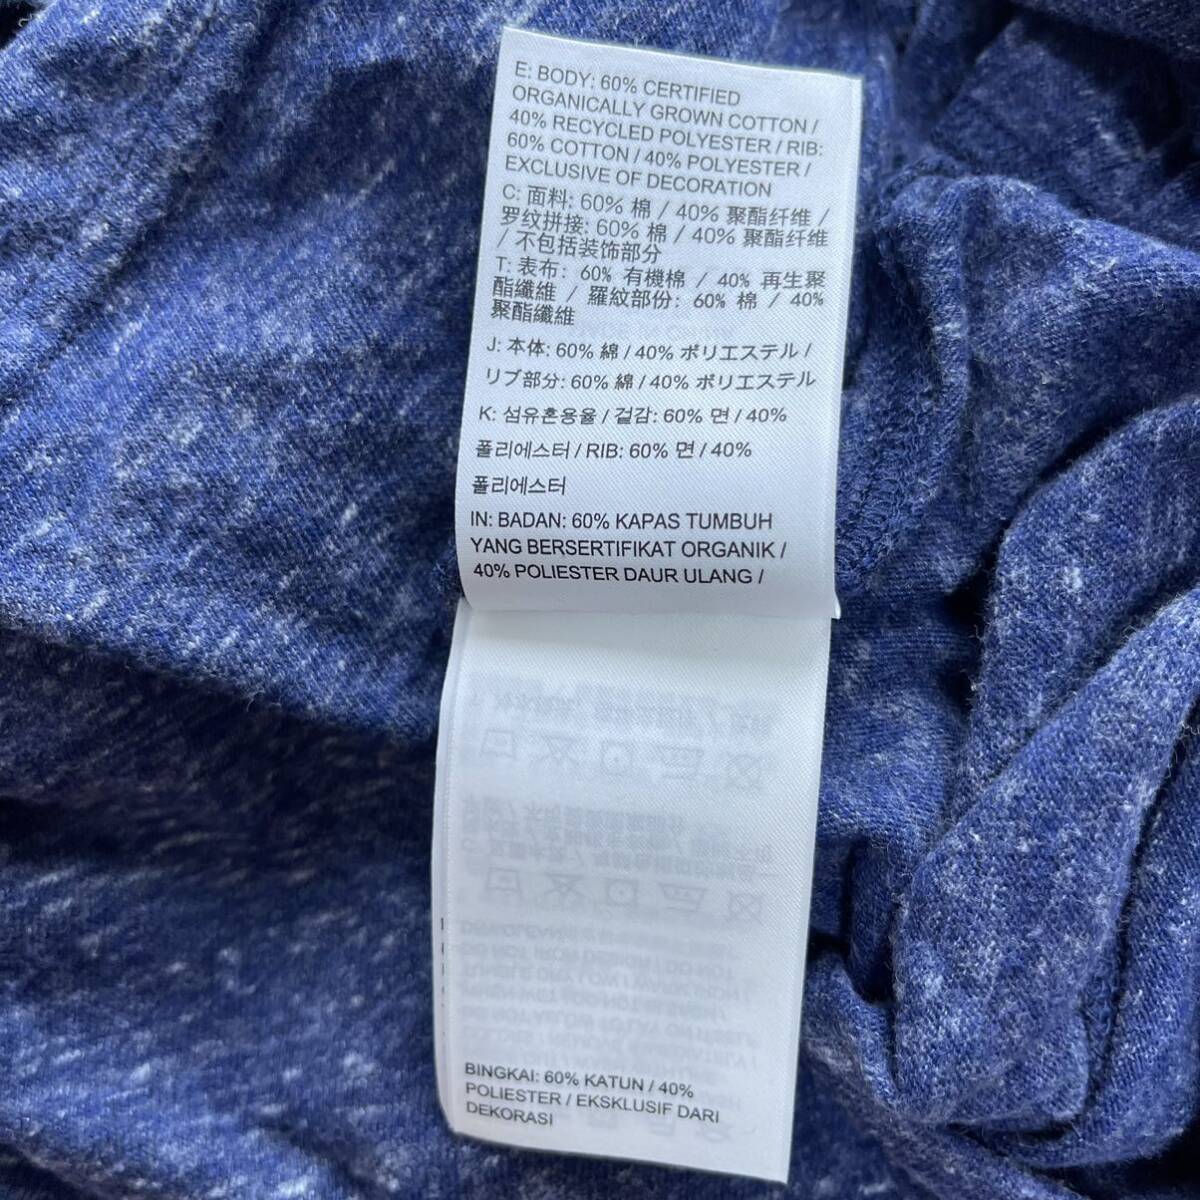 E: BODY: 60% CERTIFIED
ORGANICALLY GROWN COTTON /
40% RECYCLED POLYESTER / RIB:
60% COTTON / 40% POLYESTER /
EXCLUSIVE OF DECORATION
C: 面料: 60% 棉 / 40% 聚酯纤维 /
罗纹拼接: 60% 棉 / 40% 聚酯纤维
/ 不包括装饰部分
T: 表布: 60% 有機棉 / 40% 再生聚
酯纖維 / 羅紋部份: 60% 棉 / 40%
聚酯纖維
J: 本体: 60% 綿 / 40% ポリエステル /
リブ部分: 60% 綿 / 40% ポリエステル
K: 섬유혼용율 / 겉감: 60% 면 / 40%
폴리에스터 / RIB: 60% 면 / 40%
폴리에스터
IN: BADAN: 60% KAPAS TUMBUH
YANG BERSERTIFIKAT ORGANIK /
40% POLIESTER DAUR ULANG /
BINGKAI: 60% KATUN / 40%
POLIESTER / EKSKLUSIF DARI
DEKORASI